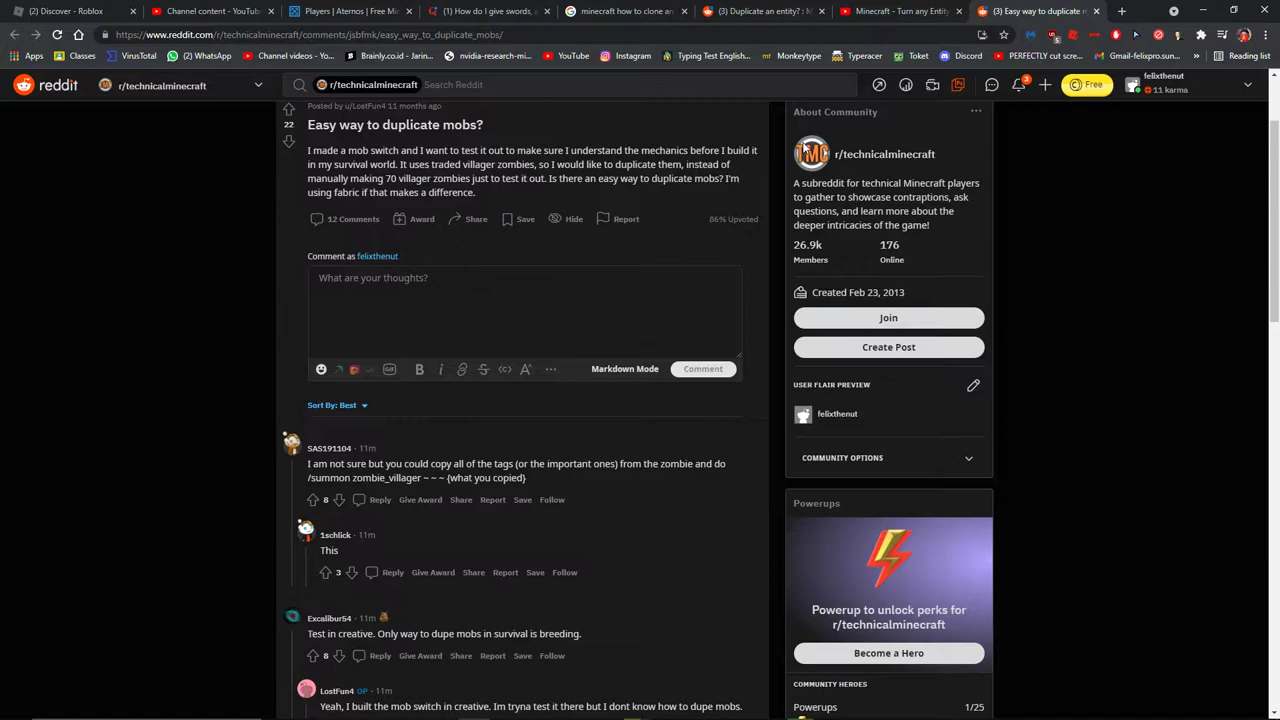 (2) Discover - Roblox
Channel content - YouTube
Players | Aternos | Free M
(1) How do I give swords, a
minecraft how to clone an
(3) Duplicate an entity? : M
Minecraft - Turn any Entity
(3) Easy way to duplicate m
https://www.reddit.com/r/technicalminecraft/comments/jsbfmk/easy_way_to_duplicate_mobs/
Apps
Classes
(2) WhatsApp
Brainly.co.id - Jarin...
nvidia-research-mi...
YouTube
Instagram
Typing Test English...
Monkeytype
Typeracer
Toket
Discord
PERFECTLY cut scre...
Gmail-felixpro.sun...
Reading list
reddit
r/technicalminecraft
r/technicalminecraft
Search Reddit
3
Free
felixthenut
11 karma
Posted by u/LostFun4 11 months ago
22
Easy way to duplicate mobs?
I made a mob switch and I want to test it out to make sure I understand the mechanics before I build it
in my survival world. It uses traded villager zombies, so I would like to duplicate them, instead of
manually making 70 villager zombies just to test it out. Is there an easy way to duplicate mobs? I'm
using fabric if that makes a difference.
12 Comments
Award
Share
Save
Hide
Report
86% Upvoted
Comment as felixthenut
What are your thoughts?
GIF
B
i
S
A
Markdown Mode
Comment
Sort By: Best
SAS191104 · 11m
I am not sure but you could copy all of the tags (or the important ones) from the zombie and do
/summon zombie_villager ~ ~ ~ {what you copied}
8
Reply
Give Award
Share
Report
Save
Follow
1schlick · 11m
This
3
Reply
Give Award
Share
Report
Save
Follow
Excalibur54 · 11m
Test in creative. Only way to dupe mobs in survival is breeding.
8
Reply
Give Award
Share
Report
Save
Follow
LostFun4 OP · 11m
Yeah, I built the mob switch in creative. Im tryna test it there but I dont know how to dupe mobs.
About Community
TMC
r/technicalminecraft
A subreddit for technical Minecraft players
to gather to showcase contraptions, ask
questions, and learn more about the
deeper intricacies of the game!
26.9k
176
Members
Online
Created Feb 23, 2013
Join
Create Post
USER FLAIR PREVIEW
felixthenut
COMMUNITY OPTIONS
Powerups
Powerup to unlock perks for
r/technicalminecraft
Become a Hero
COMMUNITY HEROES
Powerups
1/25